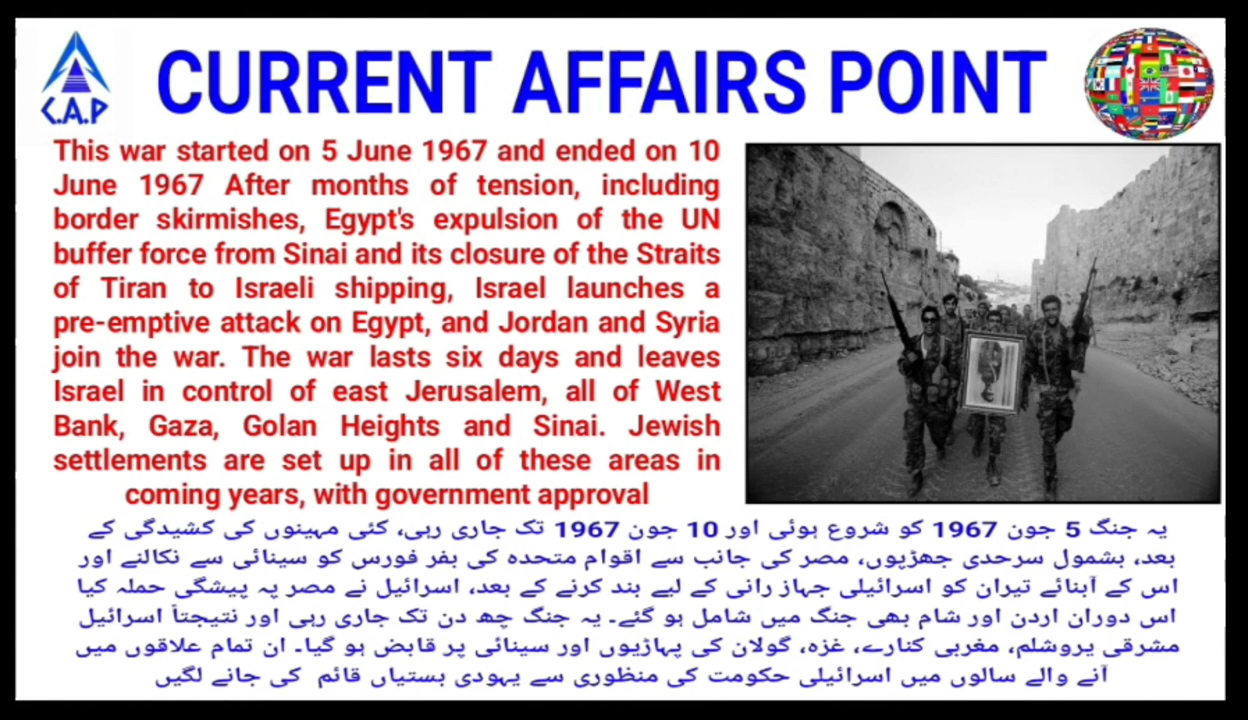 C.A.P
CURRENT AFFAIRS POINT
This war started on 5 June 1967 and ended on 10
June 1967 After months of tension, including
border skirmishes, Egypt's expulsion of the UN
buffer force from Sinai and its closure of the Straits
of Tiran to Israeli shipping, Israel launches a
pre-emptive attack on Egypt, and Jordan and Syria
join the war. The war lasts six days and leaves
Israel in control of east Jerusalem, all of West
Bank, Gaza, Golan Heights and Sinai. Jewish
settlements are set up in all of these areas in
coming years, with government approval
یہ جنگ 5 جون 1967 کو شروع ہوئی اور 10 جون 1967 تک جاری رہی، کئی مہینوں کی کشیدگی کے
بعد، بشمول سرحدی جھڑپوں، مصر کی جانب سے اقوام متحدہ کی بفر فورس کو سینائی سے نکالنے اور
اس کے آبنائے تیران کو اسرائیلی جہاز رانی کے لیے بند کرنے کے بعد، اسرائیل نے مصر پہ پیشگی حملہ کیا
اس دوران اردن اور شام بھی جنگ میں شامل ہو گئے۔ یہ جنگ چھ دن تک جاری رہی اور نتیجتاً اسرائیل
مشرقی یروشلم، مغربی کنارے، غزہ، گولان کی پہاڑیوں اور سینائی پر قابض ہو گیا۔ ان تمام علاقوں میں
آنے والے سالوں میں اسرائیلی حکومت کی منظوری سے یہودی بستیاں قائم کی جانے لگیں